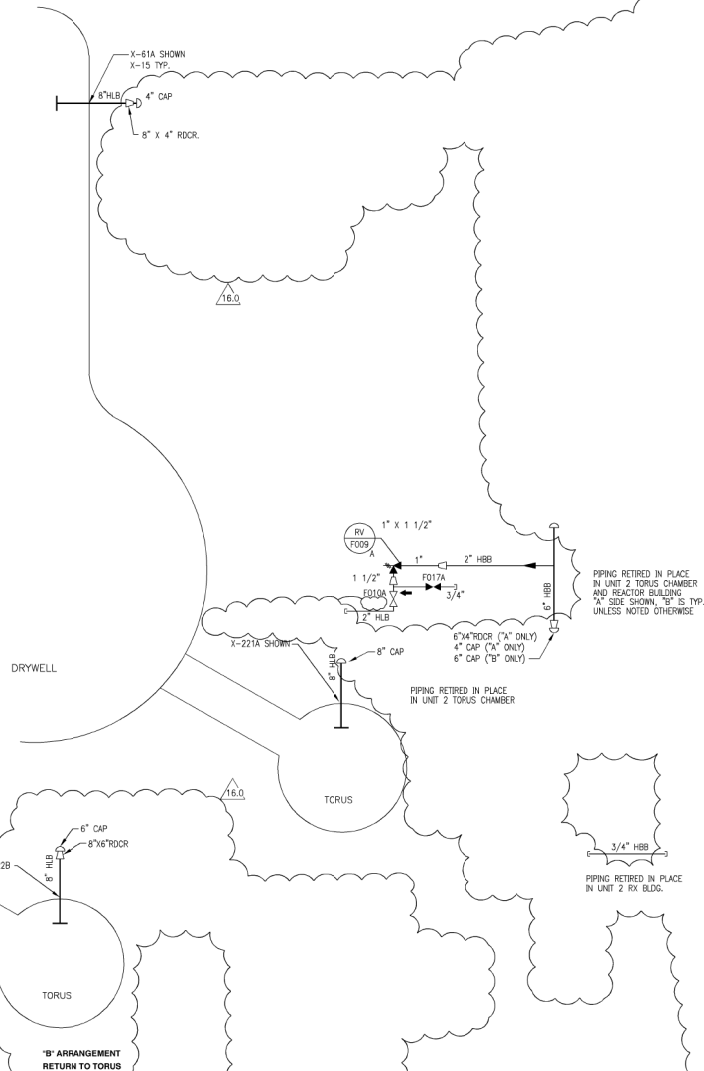 X-61A SHOWN
X-15 TYP.
8"HLB
4" CAP
8" X 4" RDCR.
16.0
RV
F009
A
1" X 1 1/2"
1"
2" HBB
1 1/2"
F017A
F010A
3/4"
2" HLB
6" HBB
PIPING RETIRED IN PLACE
IN UNIT 2 TORUS CHAMBER
AND REACTOR BUILDING
"A" SIDE SHOWN, "B" IS TYP.
UNLESS NOTED OTHERWISE
6"X4"RDCR ("A" ONLY)
4" CAP ("A" ONLY)
6" CAP ("B" ONLY)
X-221A SHOWN
8" CAP
8" HLB
DRYWELL
PIPING RETIRED IN PLACE
IN UNIT 2 TORUS CHAMBER
TORUS
16.0
6" CAP
8"X6"RDCR
8" HLB
2B
3/4" HBB
PIPING RETIRED IN PLACE
IN UNIT 2 RX BLDG.
TORUS
"B" ARRANGEMENT
RETURN TO TORUS